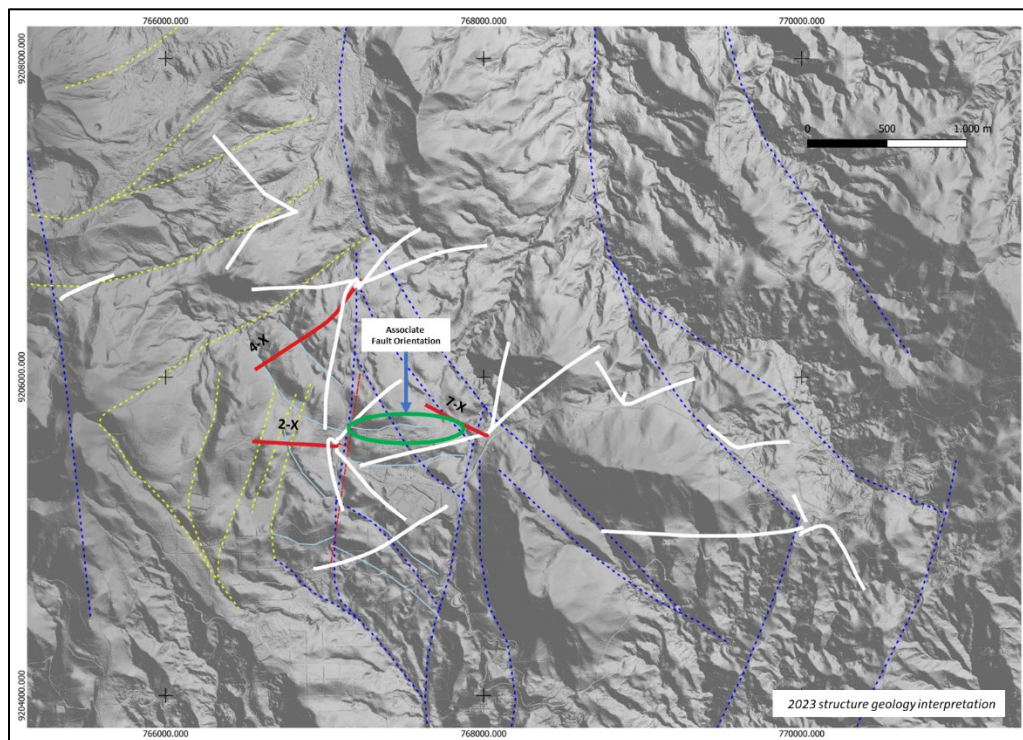 766000.000 768000.000 770000.000
9208000.000
0 500 1.000 m
Associate
Fault Orientation
4-X
9206000.000
7-X
2-X
9204000.000
2023 structure geology interpretation
766000.000 768000.000 770000.000